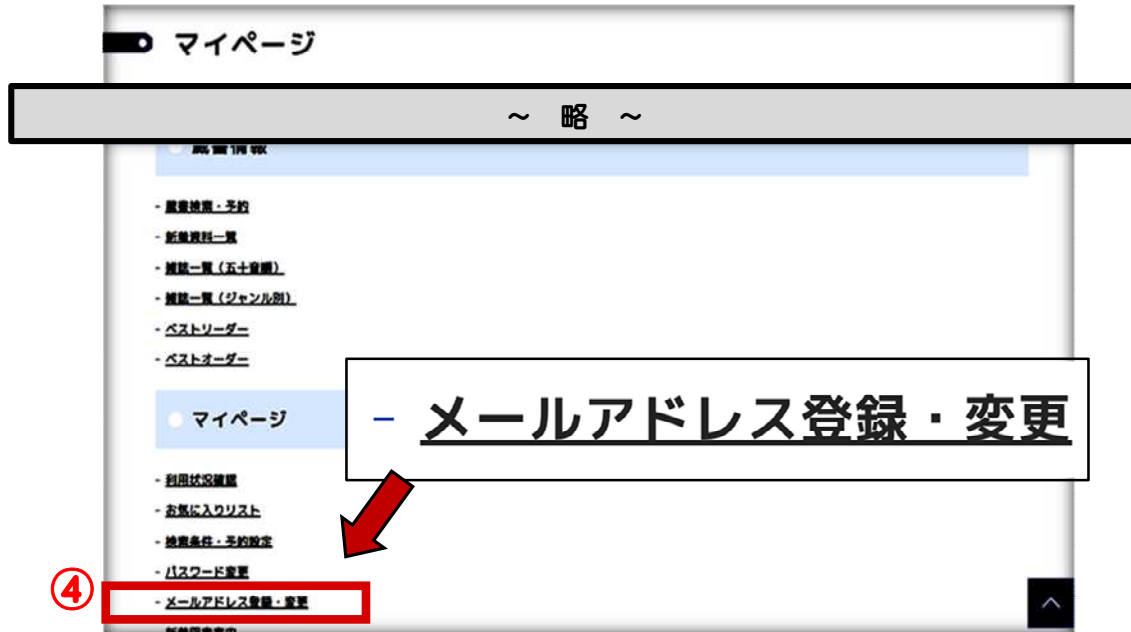 マイページ
～ 略 ～
蔵書情報
- 蔵書検索・予約
- 新着資料一覧
- 雑誌一覧（五十音順）
- 雑誌一覧（ジャンル別）
- ベストリーダー
- ベストオーダー
マイページ
- メールアドレス登録・変更
- 利用状況確認
- お気に入りリスト
- 検索条件・予約設定
- パスワード変更
④
- メールアドレス登録・変更